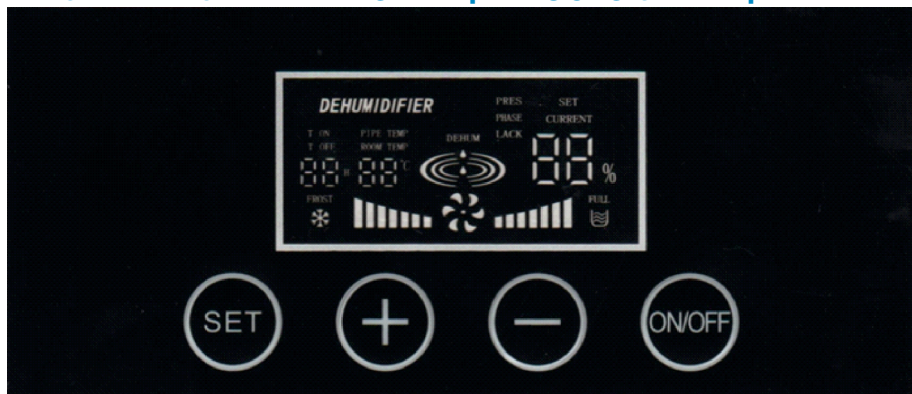 DEHUMIDIFIER
PRES SET
PHASE CURRENT
LACK
T ON PIPE TEMP
T OFF ROOM TEMP
DEHUM
88 H 88 °C
88 %
FROST
FULL
SET
+
−
ON/OFF